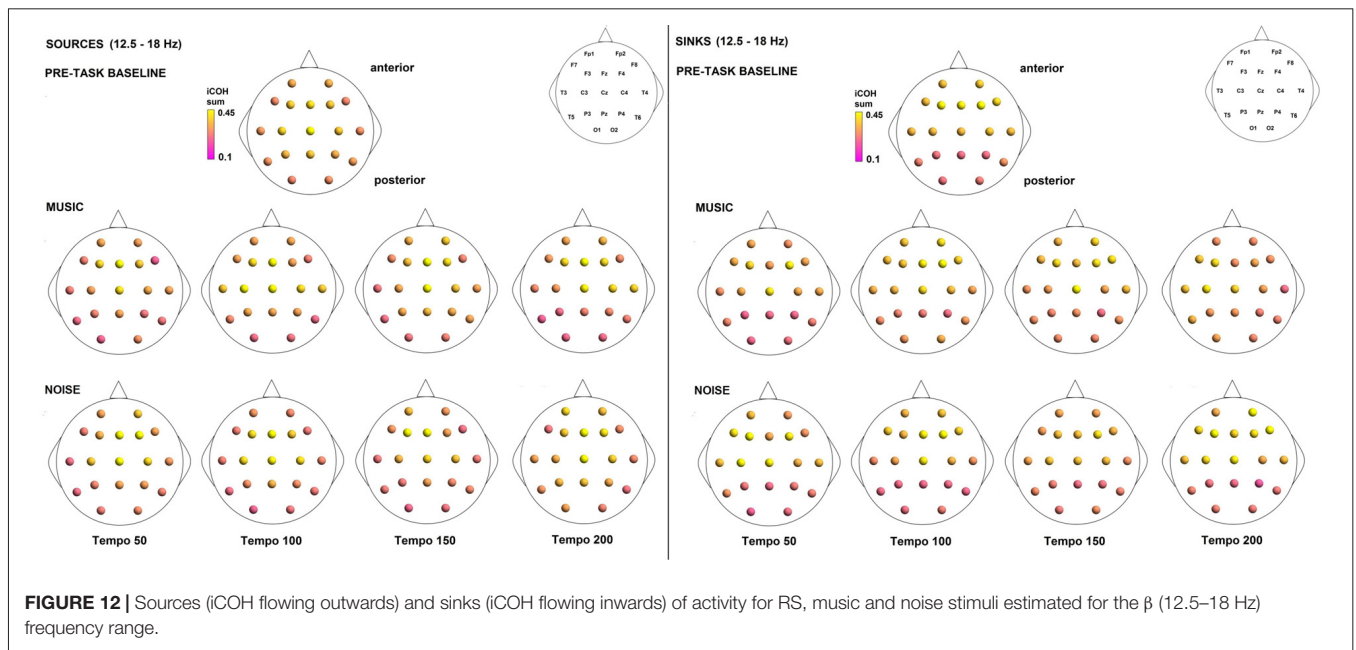 SOURCES (12.5 - 18 Hz)
PRE-TASK BASELINE
anterior
iCOH
sum
0.45
0.1
posterior
Fp1 Fp2
F7 F8
F3 Fz F4
T3 C3 Cz C4 T4
T5 P3 Pz P4 T6
O1 O2
MUSIC
NOISE
Tempo 50 Tempo 100 Tempo 150 Tempo 200
SINKS (12.5 - 18 Hz)
PRE-TASK BASELINE
anterior
iCOH
sum
0.45
0.1
posterior
Fp1 Fp2
F7 F8
F3 Fz F4
T3 C3 Cz C4 T4
T5 P3 Pz P4 T6
O1 O2
MUSIC
NOISE
Tempo 50 Tempo 100 Tempo 150 Tempo 200
FIGURE 12 | Sources (iCOH flowing outwards) and sinks (iCOH flowing inwards) of activity for RS, music and noise stimuli estimated for the β (12.5–18 Hz)
frequency range.